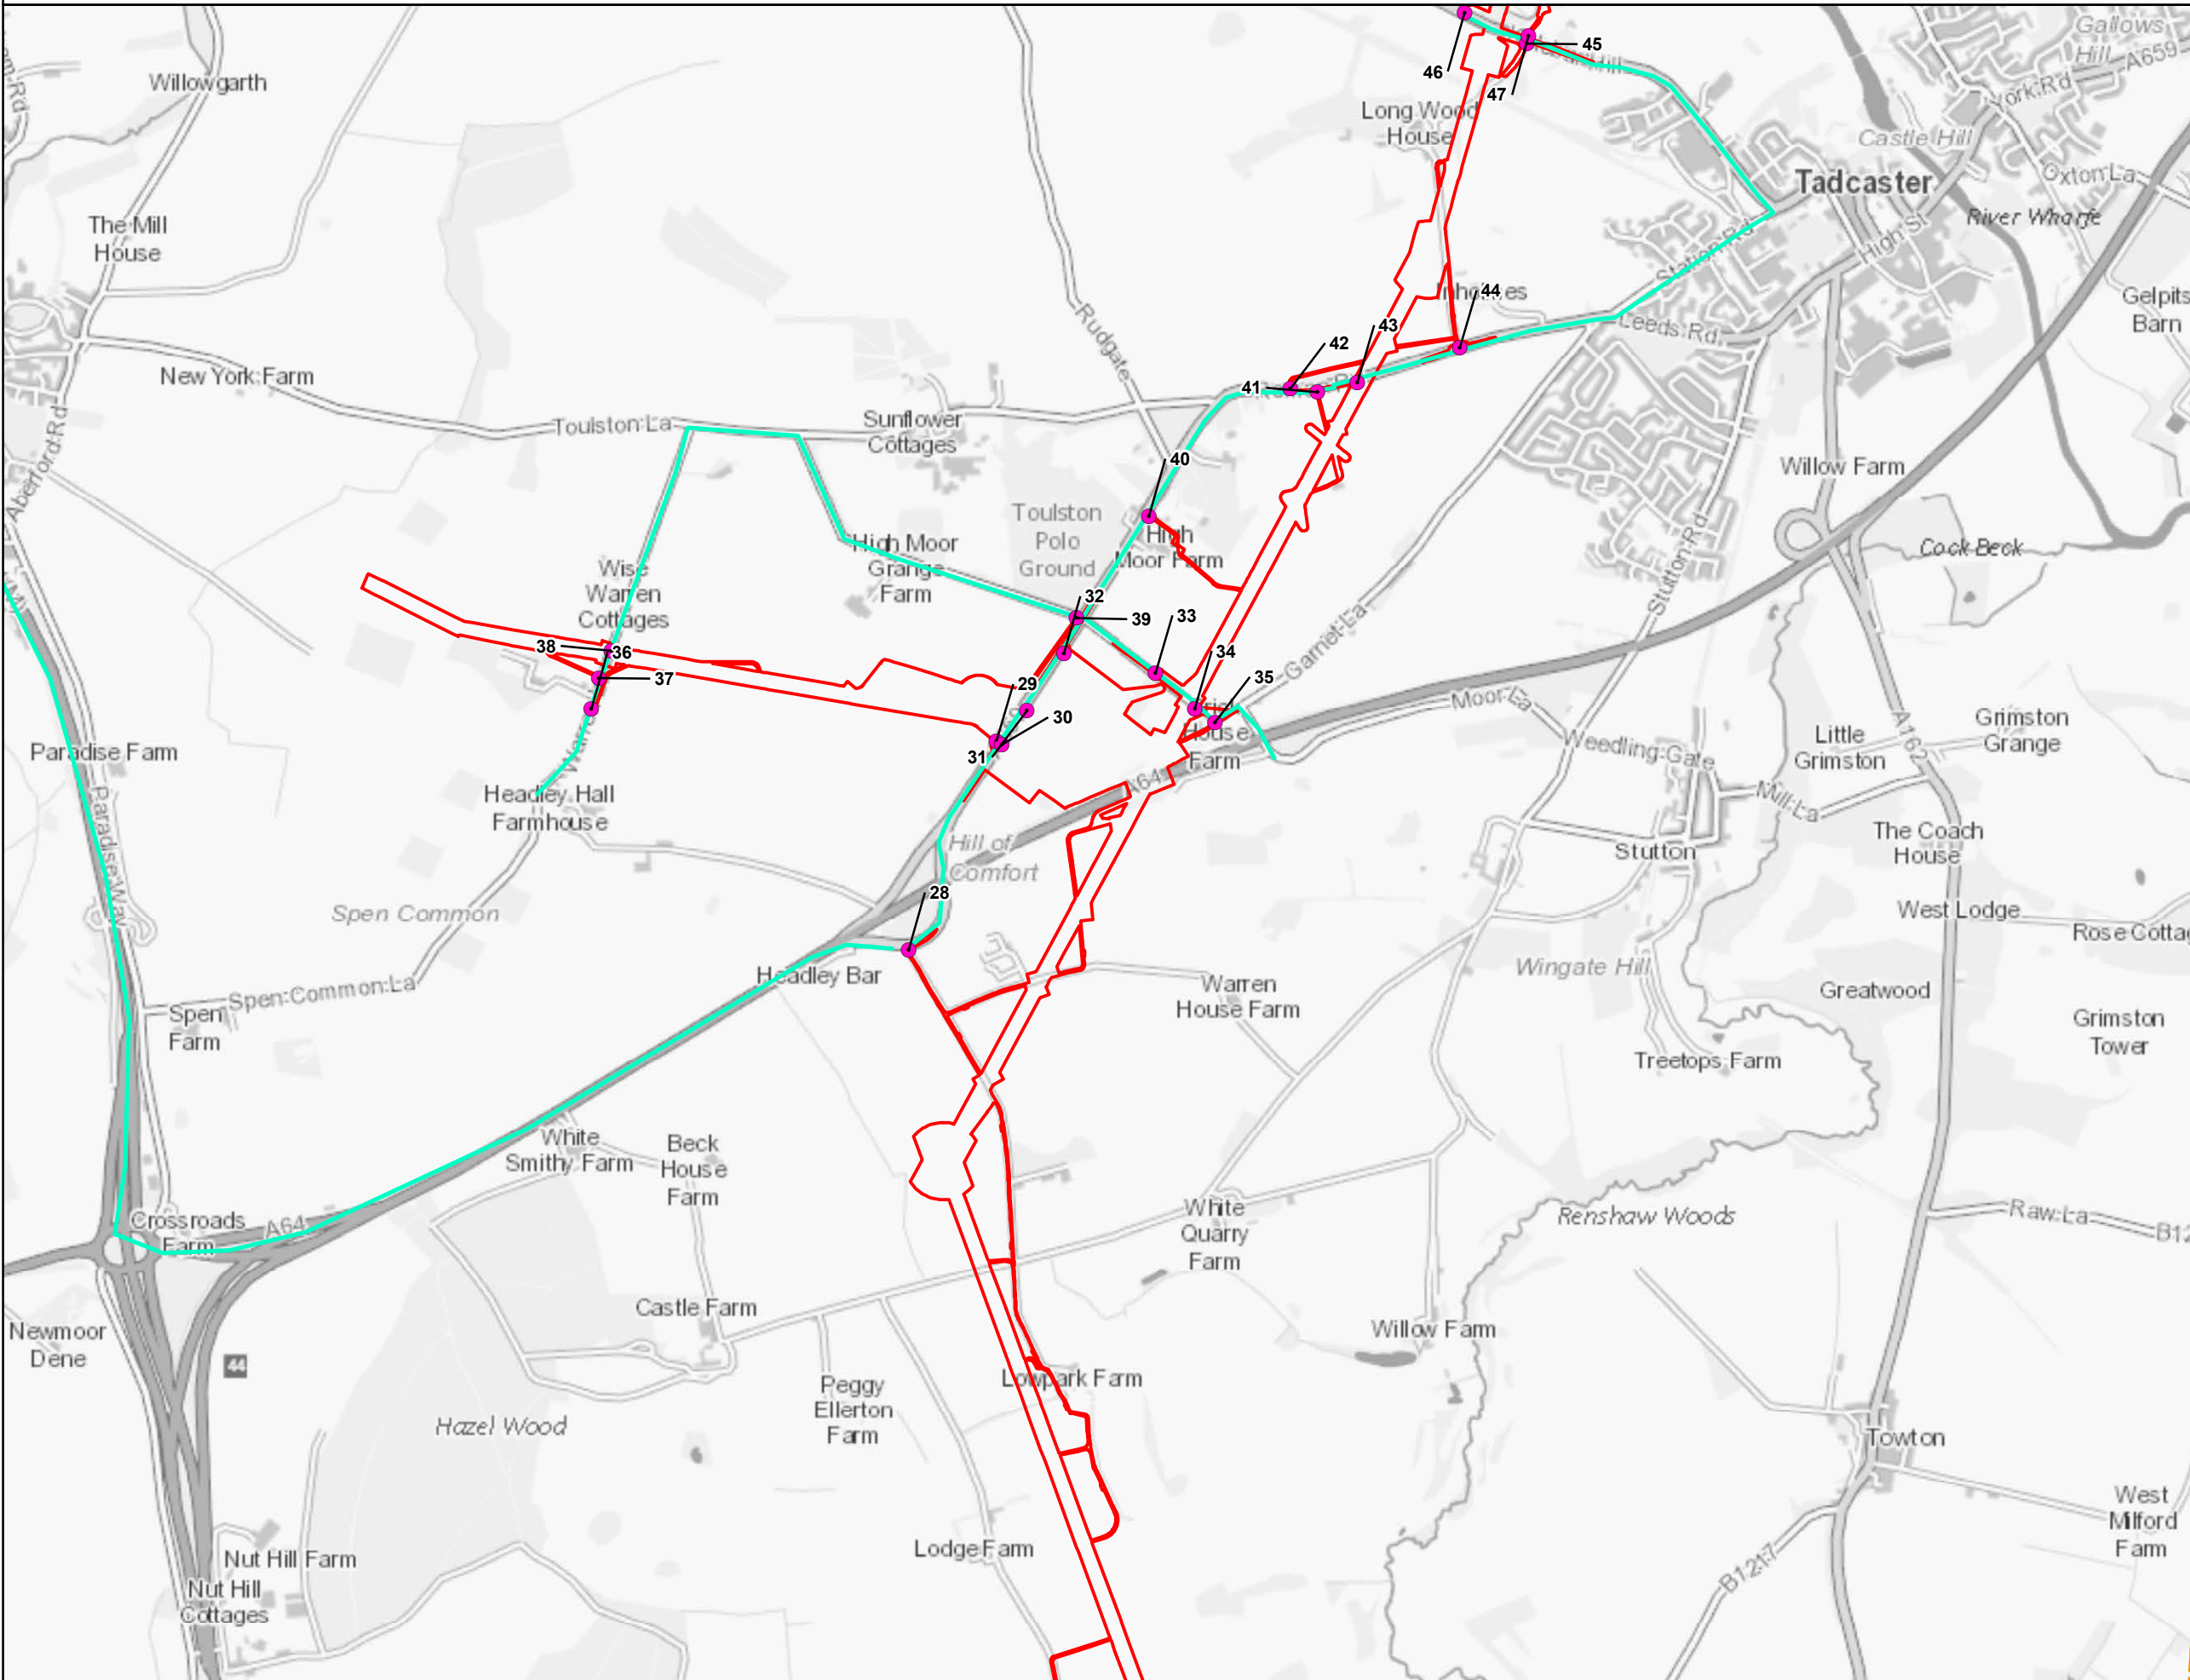 Gallows
Hill
A659
York Rd
Castle Hill
Oxton La
Tadcaster
River Wharfe
High St
Station Rd
Gelpits
Barn
Leeds Rd
Willowgarth
46
45
47
Long Wood
House
The Mill
House
44
43
42
41
Rudgate
New York Farm
Toulston La
Sunflower
Cottages
Aberford Rd
40
Willow Farm
Toulston
Polo
Ground
High
Moor Farm
High Moor
Grange
Farm
Cock Beck
Stutton Rd
Wise
Warren
Cottages
32
39
33
Garnet La
38
36
37
34
35
29
30
31
House
Farm
Moor La
Weedling Gate
Mill La
A162
Little
Grimston
Grimston
Grange
Paradise Farm
Paradise Way
Headley Hall
Farmhouse
A64
Hill of
Comfort
Stutton
The Coach
House
28
Spen Common
West Lodge
Headley Bar
Spen Common La
Spen
Farm
Warren
House Farm
Wingate Hill
Greatwood
Grimston
Tower
Treetops Farm
White
Smithy Farm
Beck
House
Farm
Crossroads
Farm
A64
White
Quarry
Farm
Renshaw Woods
Raw La
Newmoor
Dene
44
Castle Farm
Willow Farm
Lowpark Farm
Peggy
Ellerton
Farm
Hazel Wood
Towton
West
Milford
Farm
Lodge Farm
B1217
Nut Hill Farm
Nut Hill
Cottages